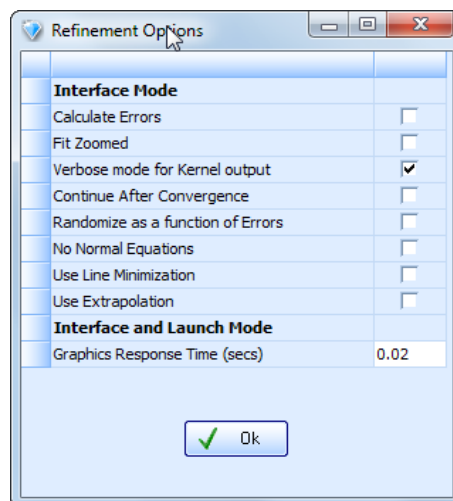 Refinement Options
Interface Mode
Calculate Errors
Fit Zoomed
Verbose mode for Kernel output
Continue After Convergence
Randomize as a function of Errors
No Normal Equations
Use Line Minimization
Use Extrapolation
Interface and Launch Mode
Graphics Response Time (secs) 0.02
Ok